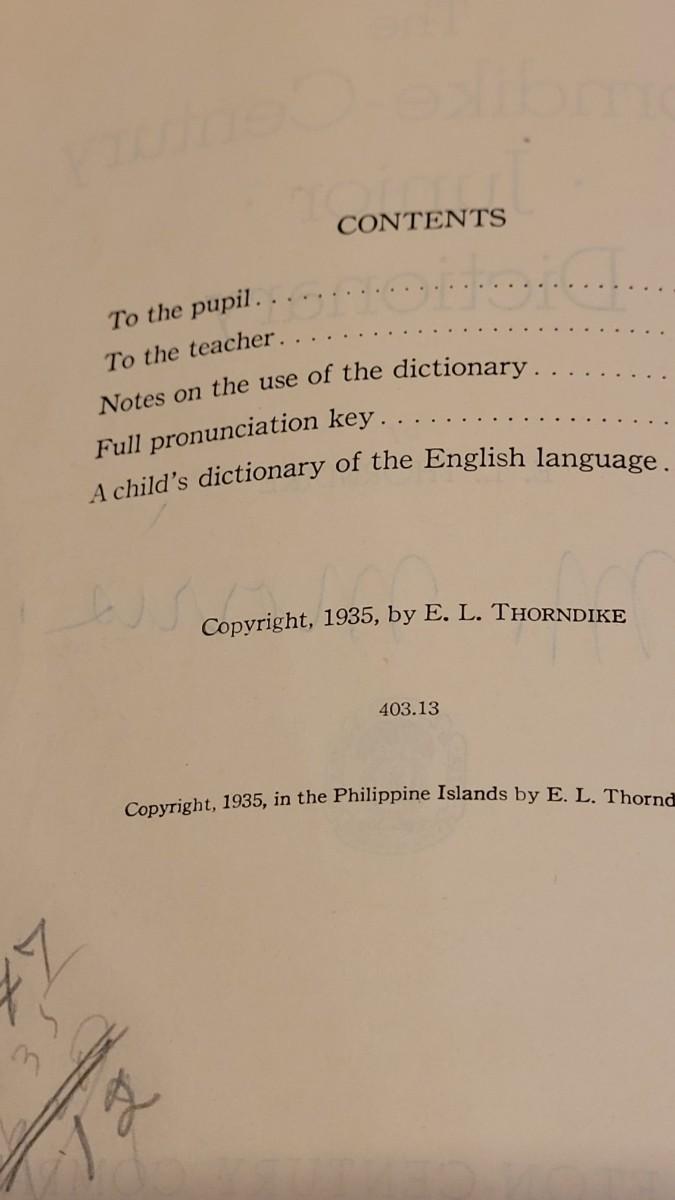 CONTENTS
To the pupil . . . . . . . . . . . . . . . . . . . . . . . . . . .
To the teacher . . . . . . . . . . . . . . . . . . . . . . . . .
Notes on the use of the dictionary . . . . . . . . .
Full pronunciation key . . . . . . . . . . . . . . . . . .
A child's dictionary of the English language .
Copyright, 1935, by E. L. THORNDIKE
403.13
Copyright, 1935, in the Philippine Islands by E. L. Thornd